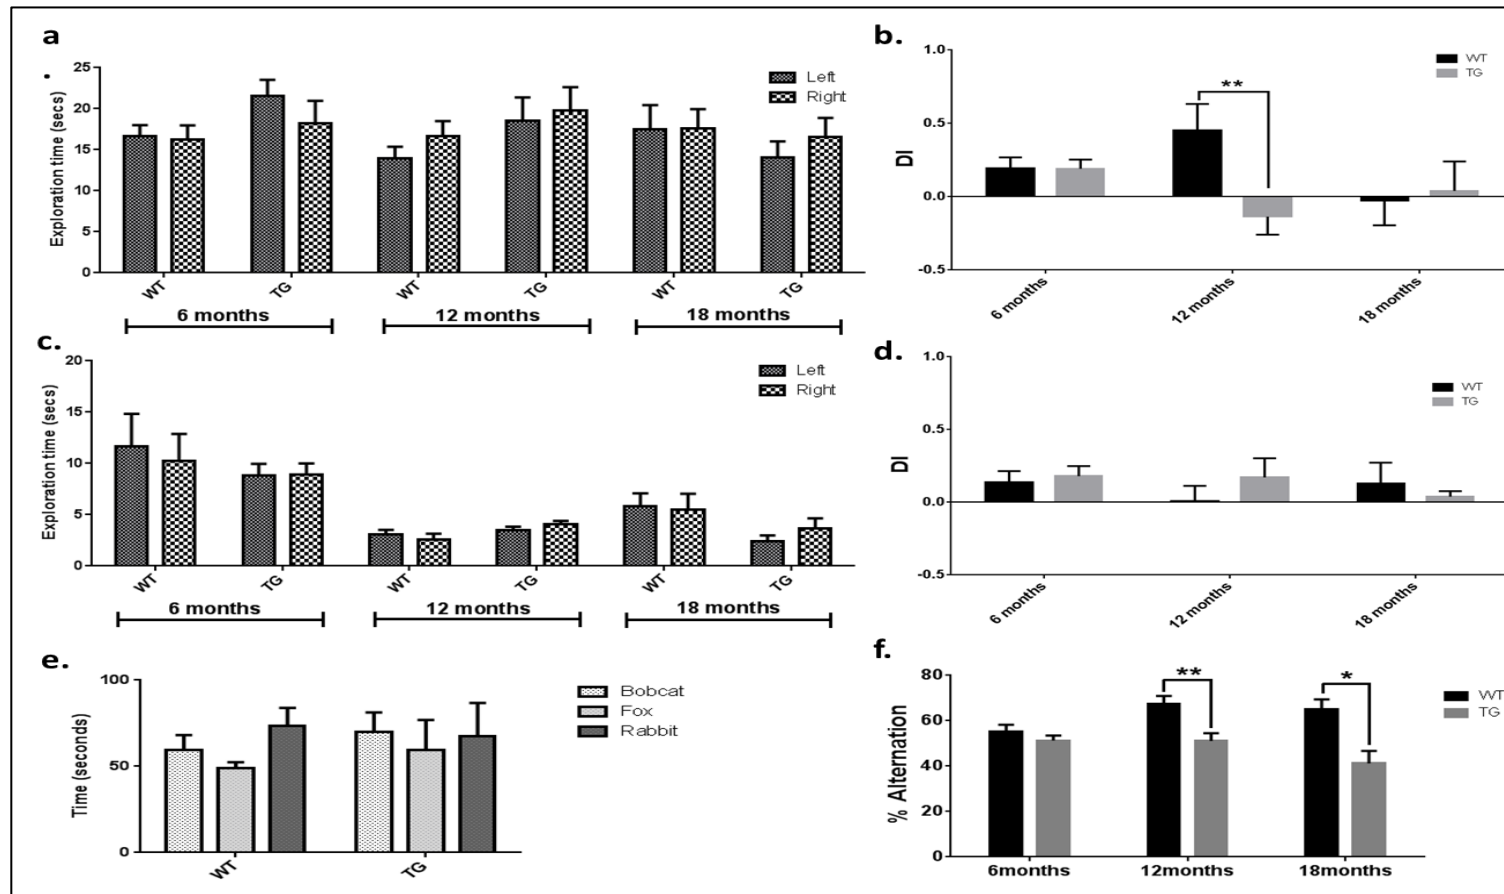 a
.
25
20
15
10
5
0
Exploration time (secs)
Left
Right
WT
TG
WT
TG
WT
TG
6 months
12 months
18 months
b.
1.0
0.5
0.0
-0.5
DI
WT
TG
**
6 months
12 months
18 months
c.
20
15
10
5
0
Exploration time (secs)
Left
Right
WT
TG
WT
TG
WT
TG
6 months
12 months
18 months
d.
1.0
0.5
0.0
-0.5
DI
WT
TG
6 months
12 months
18 months
e.
100
50
0
Time (seconds)
Bobcat
Fox
Rabbit
WT
TG
f.
80
60
40
20
0
% Alternation
WT
TG
**
*
6months
12months
18months